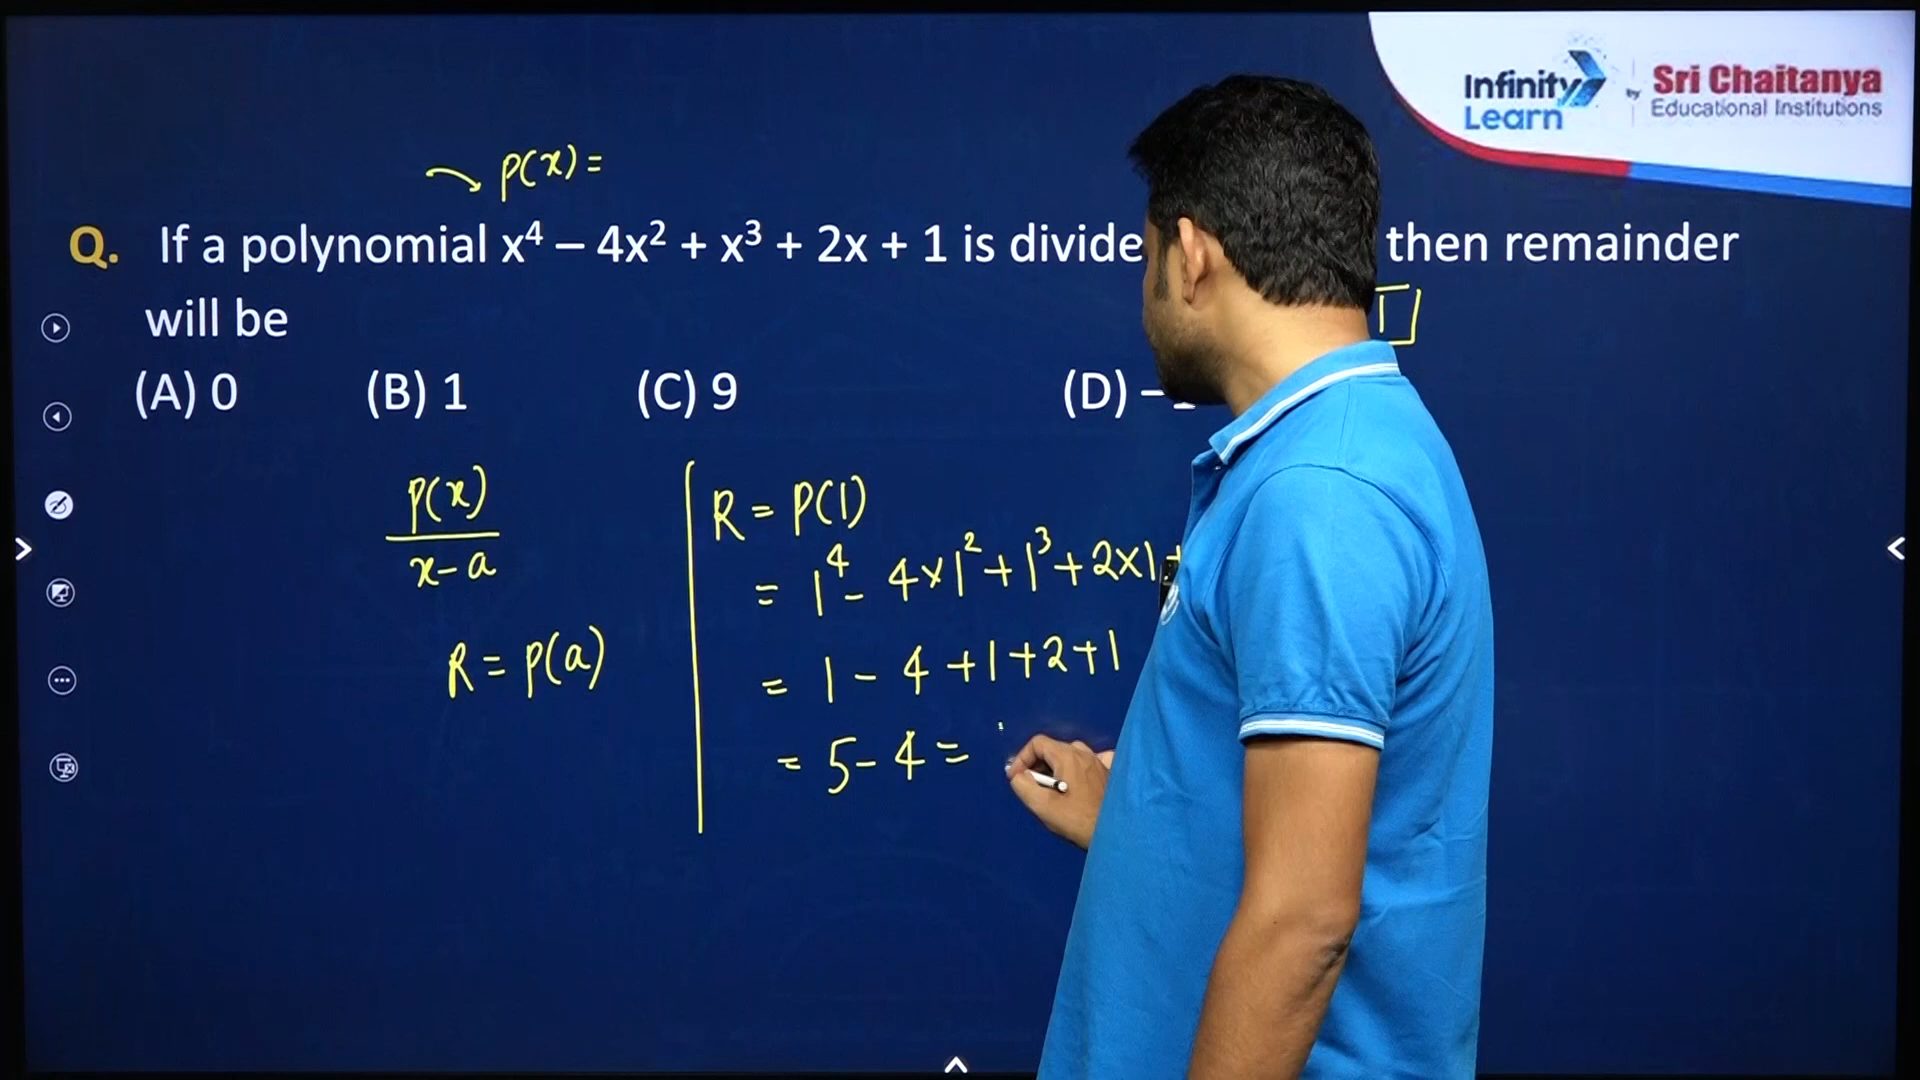 Infinity Learn by Sri Chaitanya Educational Institutions
p(x) =
Q. If a polynomial x⁴ – 4x² + x³ + 2x + 1 is divide then remainder
will be
(A) 0 (B) 1 (C) 9 (D) –
p(x)
x-a
R = p(a)
R = P(1)
= 1⁴ - 4×1² + 1³ + 2×1 +
= 1 - 4 + 1 + 2 + 1
= 5 - 4 =